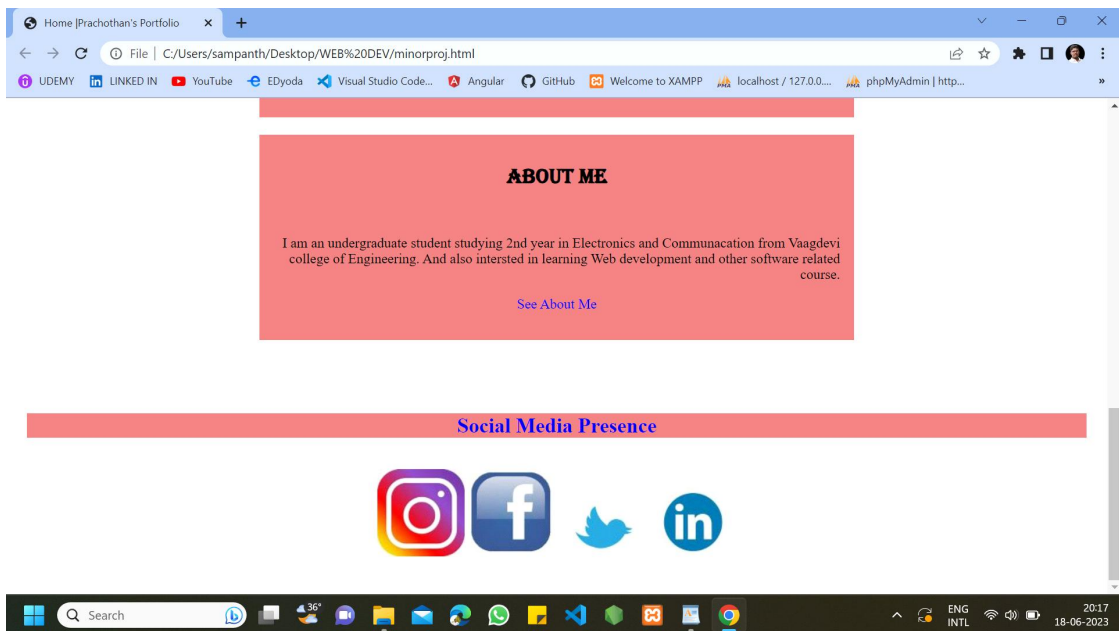 Home |Prachothan's Portfolio
File | C:/Users/sampanth/Desktop/WEB%20DEV/minorproj.html
UDEMY LINKED IN YouTube EDyoda Visual Studio Code... Angular GitHub Welcome to XAMPP localhost / 127.0.0.... phpMyAdmin | http... »
ABOUT ME
I am an undergraduate student studying 2nd year in Electronics and Communacation from Vaagdevi
college of Engineering. And also intersted in learning Web development and other software related
course.
See About Me
Social Media Presence
f in
Search 36° ENG 20:17
INTL 18-06-2023